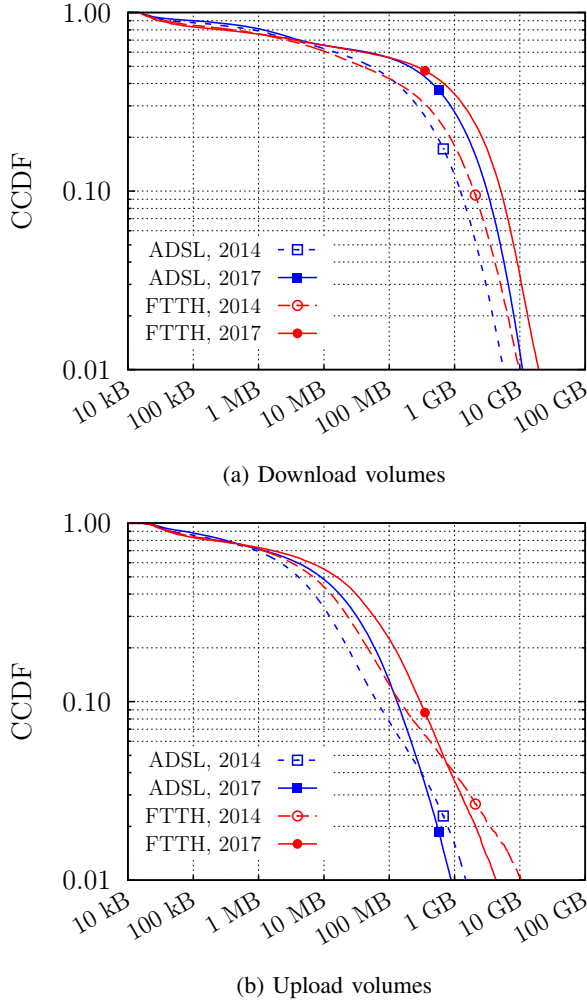 1.00
0.10
0.01
CCDF
ADSL, 2014
ADSL, 2017
FTTH, 2014
FTTH, 2017
10 kB
100 kB
1 MB
10 MB
100 MB
1 GB
10 GB
100 GB
(a) Download volumes
1.00
0.10
0.01
CCDF
ADSL, 2014
ADSL, 2017
FTTH, 2014
FTTH, 2017
10 kB
100 kB
1 MB
10 MB
100 MB
1 GB
10 GB
100 GB
(b) Upload volumes